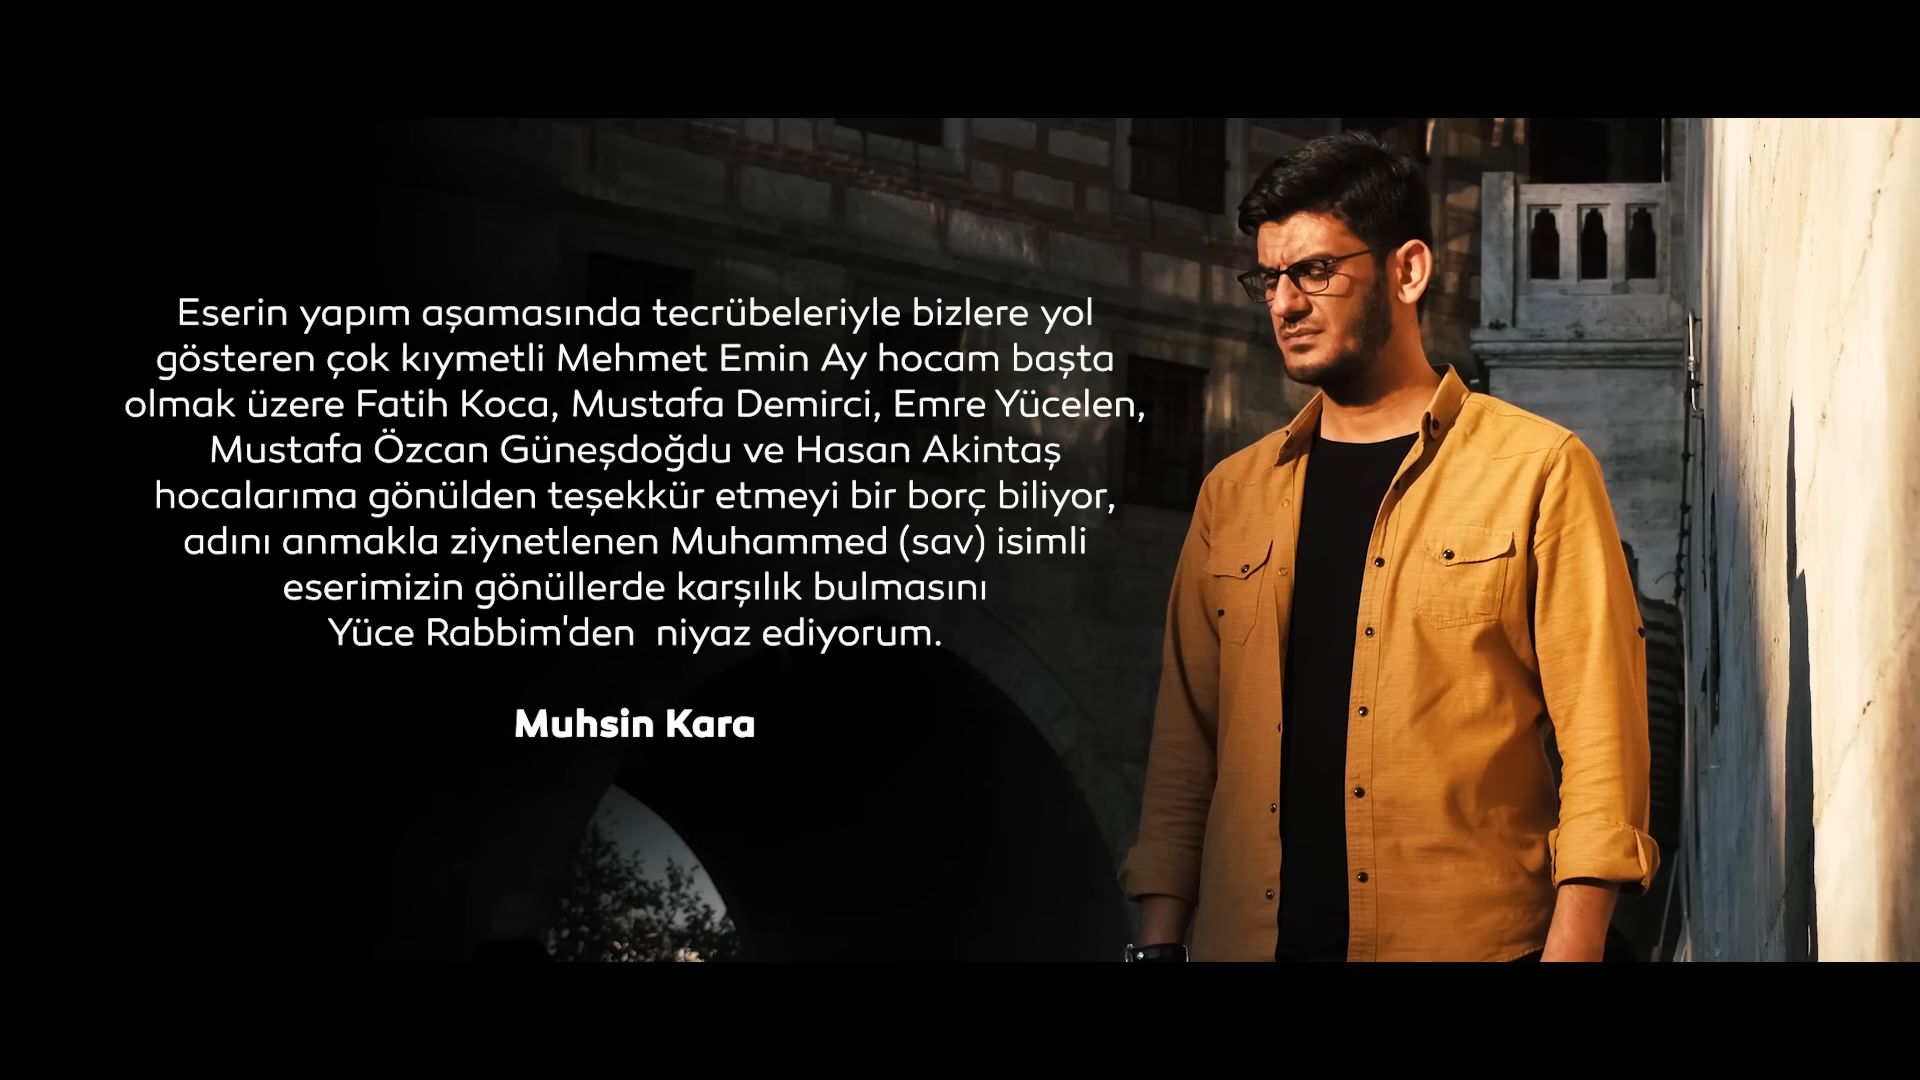 Eserin yapım aşamasında tecrübeleriyle bizlere yol
gösteren çok kıymetli Mehmet Emin Ay hocam başta
olmak üzere Fatih Koca, Mustafa Demirci, Emre Yücelen,
Mustafa Özcan Güneşdoğdu ve Hasan Akintaş
hocalarıma gönülden teşekkür etmeyi bir borç biliyor,
adını anmakla ziynetlenen Muhammed (sav) isimli
eserimizin gönüllerde karşılık bulmasını
Yüce Rabbim'den  niyaz ediyorum.
Muhsin Kara